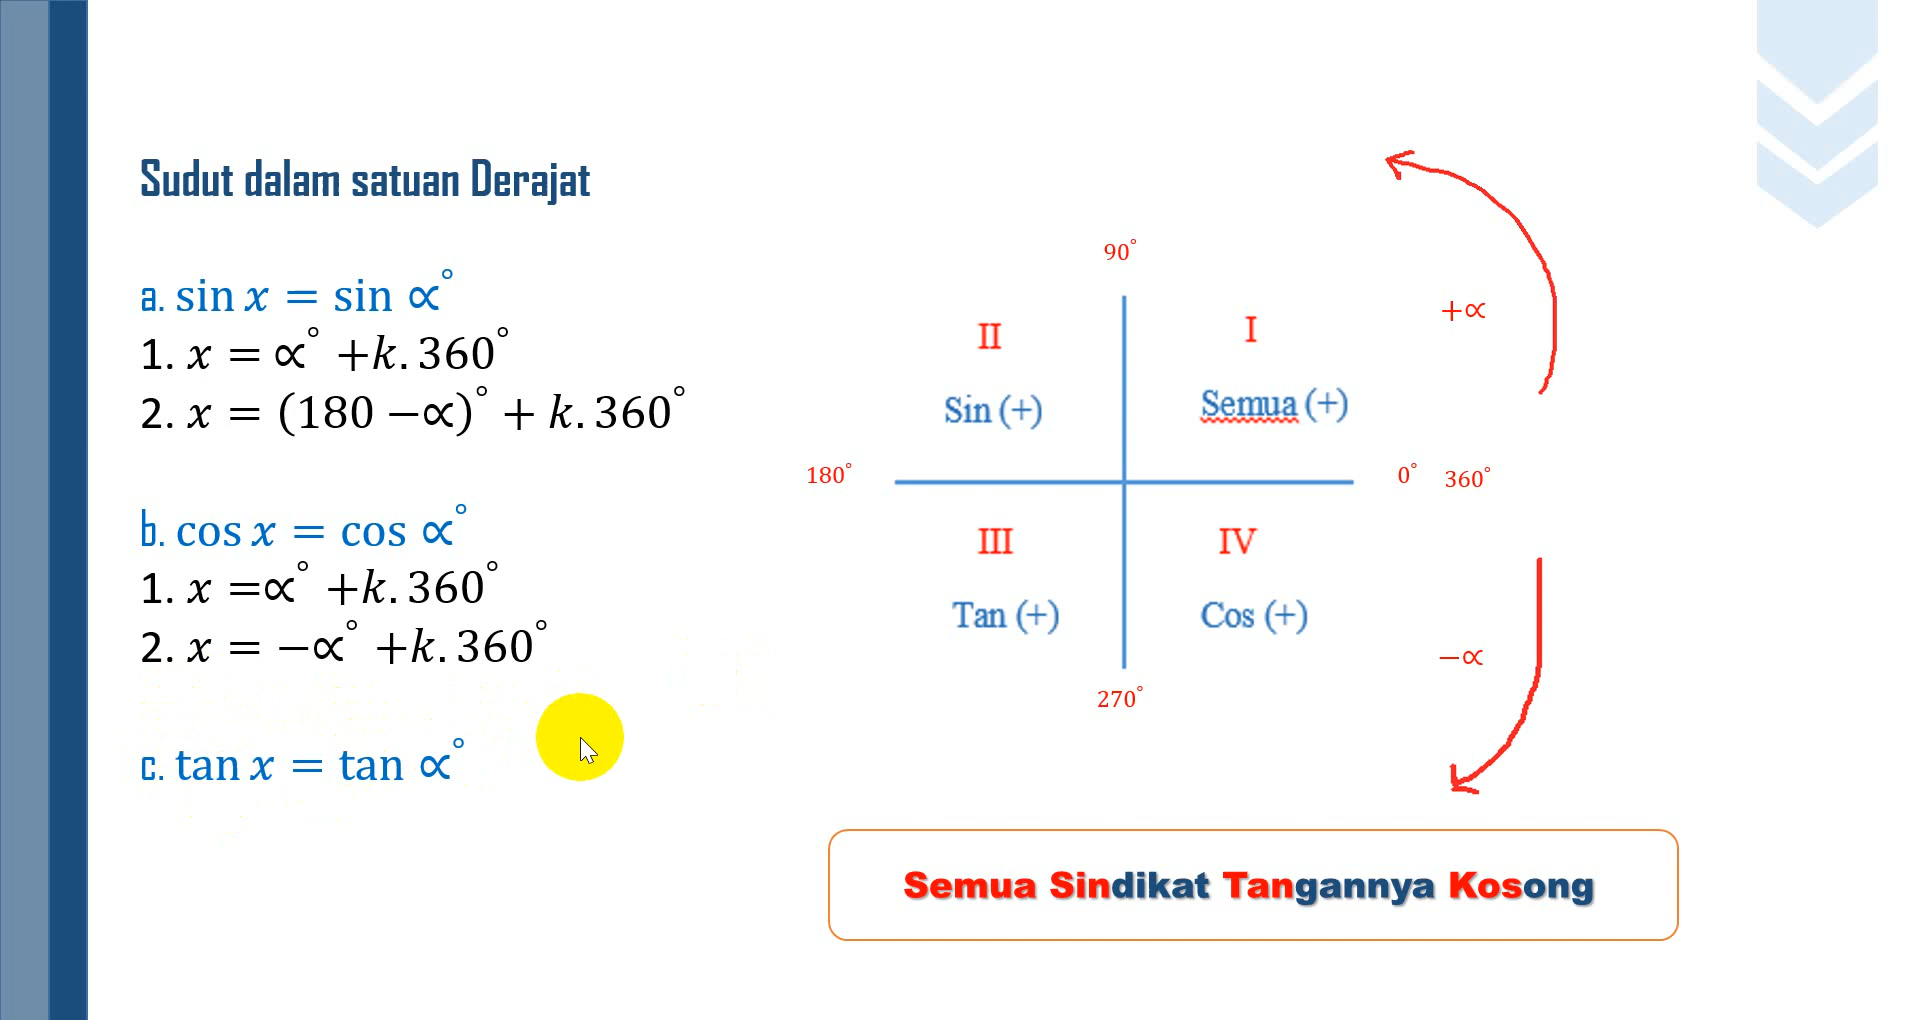 Sudut dalam satuan Derajat
a. sin x = sin ∝°
1. x = ∝° +k. 360°
2. x = (180 −∝)° + k. 360°
b. cos x = cos ∝°
1. x =∝° +k. 360°
2. x = −∝° +k. 360°
c. tan x = tan ∝°
90°
II
I
+∝
Sin (+)
Semua (+)
180°
0°
360°
III
IV
Tan (+)
Cos (+)
−∝
270°
Semua Sindikat Tangannya Kosong